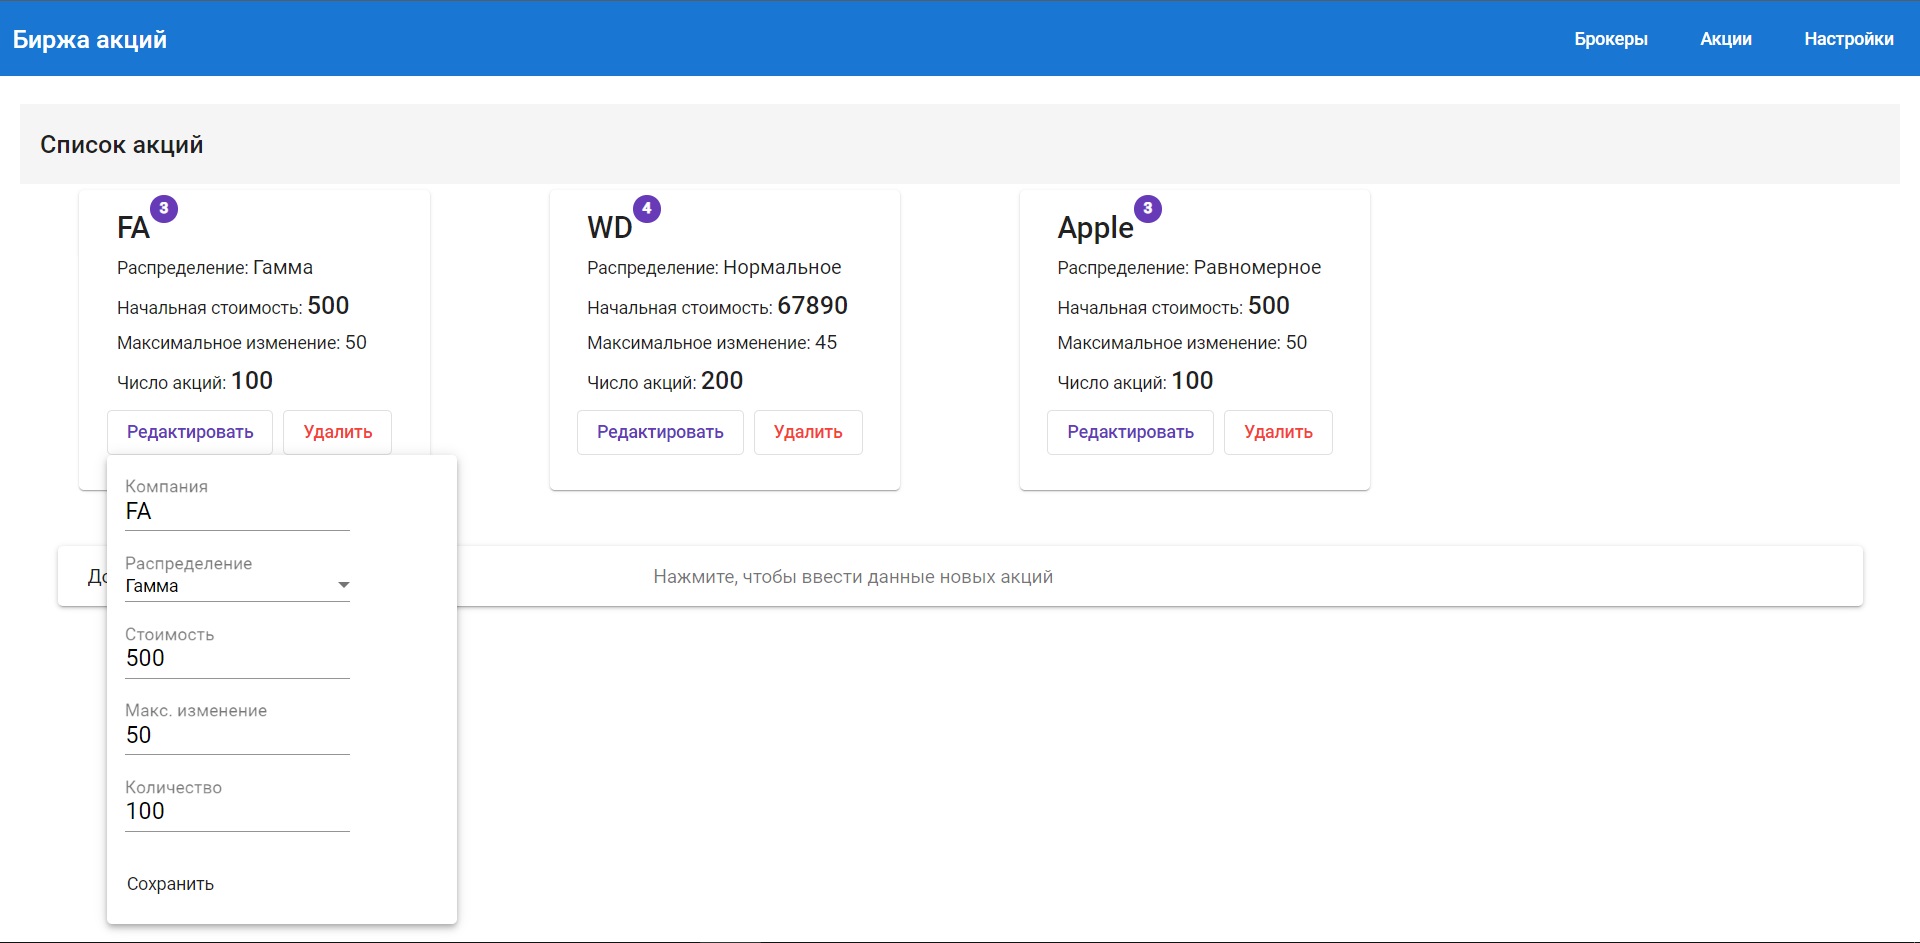 Биржа акций
Брокеры
Акции
Настройки
Список акций
FA 3
Распределение: Гамма
Начальная стоимость: 500
Максимальное изменение: 50
Число акций: 100
Редактировать
Удалить
WD 4
Распределение: Нормальное
Начальная стоимость: 67890
Максимальное изменение: 45
Число акций: 200
Редактировать
Удалить
Apple 3
Распределение: Равномерное
Начальная стоимость: 500
Максимальное изменение: 50
Число акций: 100
Редактировать
Удалить
Компания
FA
Распределение
Гамма
Стоимость
500
Макс. изменение
50
Количество
100
Сохранить
Нажмите, чтобы ввести данные новых акций